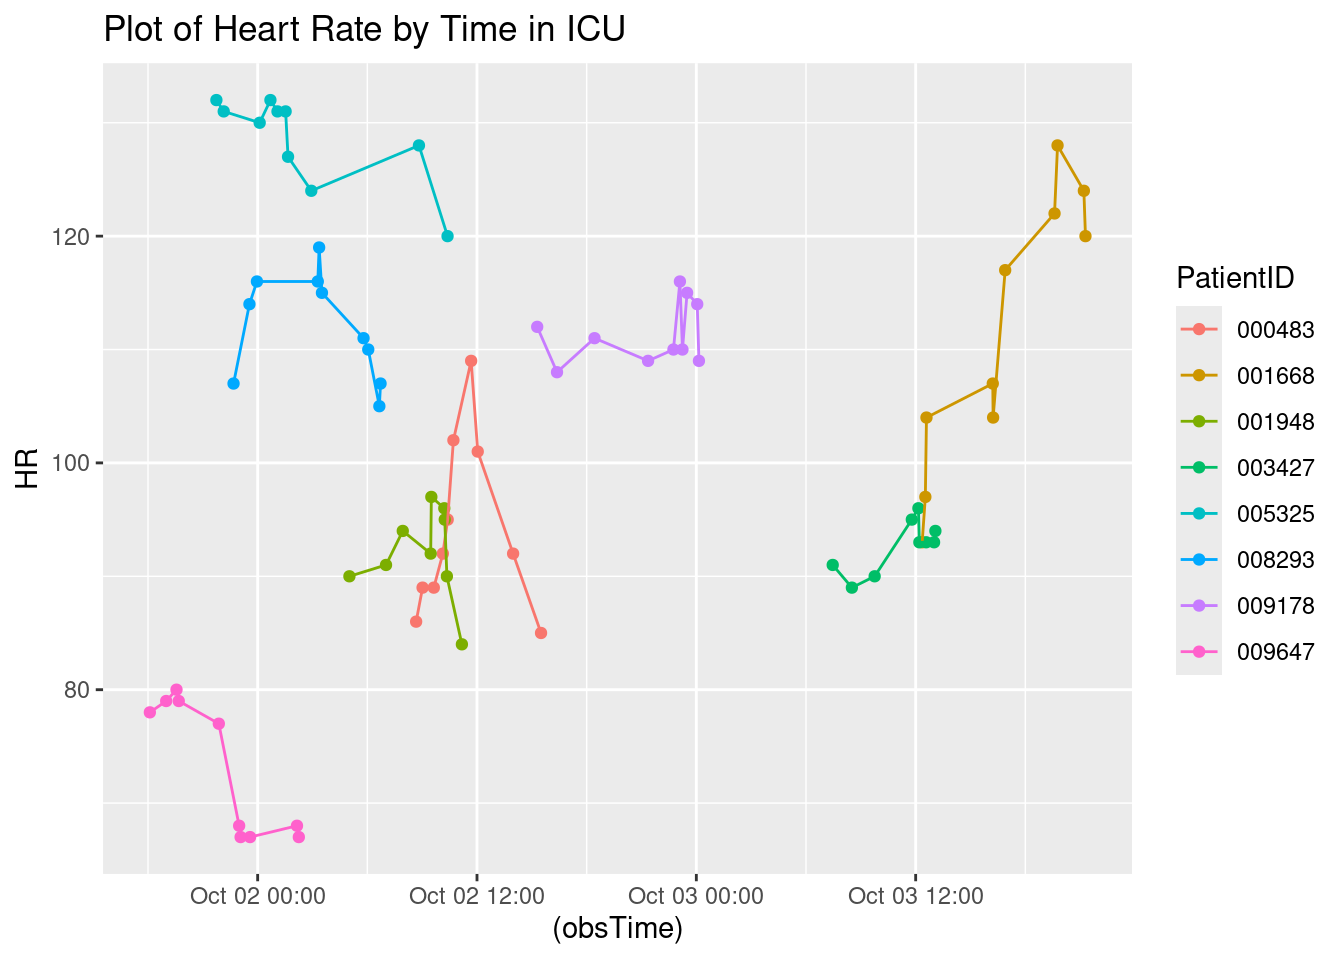 Plot of Heart Rate by Time in ICU
HR
120
100
80
Oct 02 00:00
Oct 02 12:00
Oct 03 00:00
Oct 03 12:00
(obsTime)
PatientID
000483
001668
001948
003427
005325
008293
009178
009647